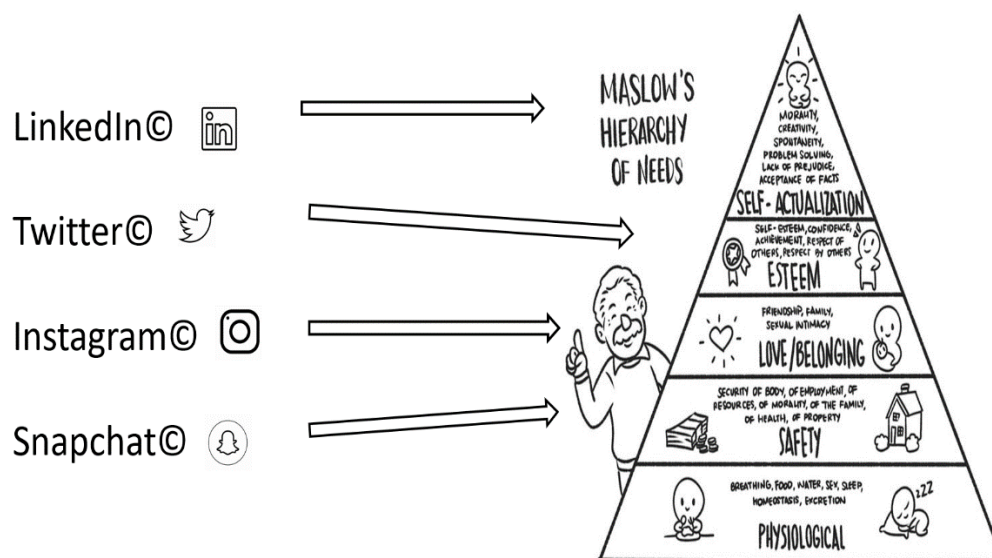 LinkedIn©
in
Twitter©
Instagram©
Snapchat©
MASLOW'S
HIERARCHY
OF NEEDS
MORALITY,
CREATIVITY,
SPONTANEITY,
PROBLEM SOLVING,
LACK OF PREJUDICE,
ACCEPTANCE OF FACTS
SELF-ACTUALIZATION
SELF-ESTEEM, CONFIDENCE,
ACHIEVEMENT, RESPECT OF
OTHERS, RESPECT BY OTHERS
ESTEEM
FRIENDSHIP, FAMILY,
SEXUAL INTIMACY
LOVE/BELONGING
SECURITY OF BODY, OF EMPLOYMENT, OF
RESOURCES, OF MORALITY, OF THE FAMILY,
OF HEALTH, OF PROPERTY
SAFETY
BREATHING, FOOD, WATER, SEX, SLEEP,
HOMEOSTASIS, EXCRETION
ZZZ
PHYSIOLOGICAL